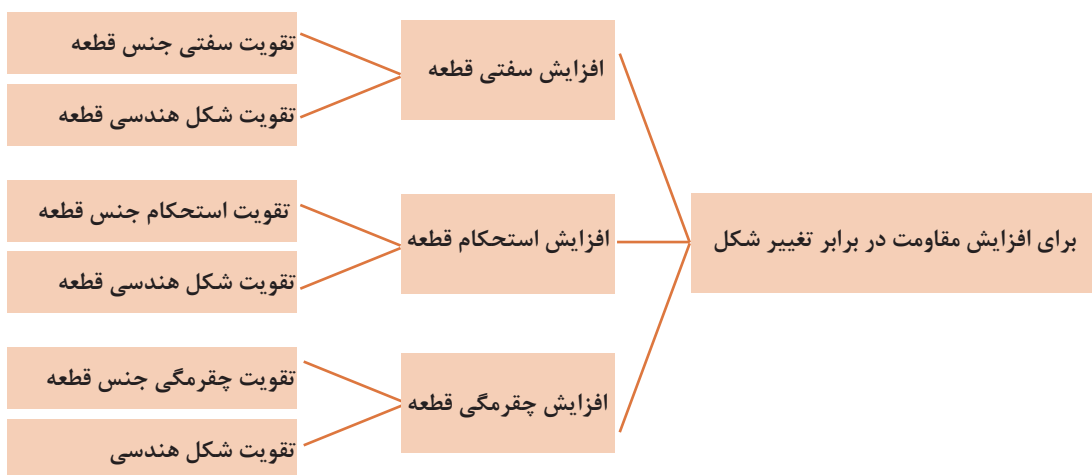 برای افزایش مقاومت در برابر تغییر شکل
افزایش سفتی قطعه
تقویت سفتی جنس قطعه
تقویت شکل هندسی قطعه
افزایش استحکام قطعه
تقویت استحکام جنس قطعه
تقویت شکل هندسی قطعه
افزایش چقرمگی قطعه
تقویت چقرمگی جنس قطعه
تقویت شکل هندسی